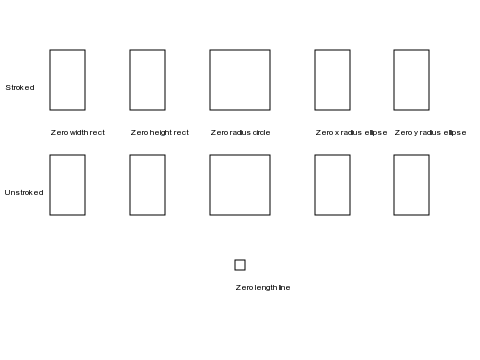 Stroked
Zero width rect
Zero height rect
Zero radius circle
Zero x radius ellipse
Zero y radius ellipse
Unstroked
Zero length line